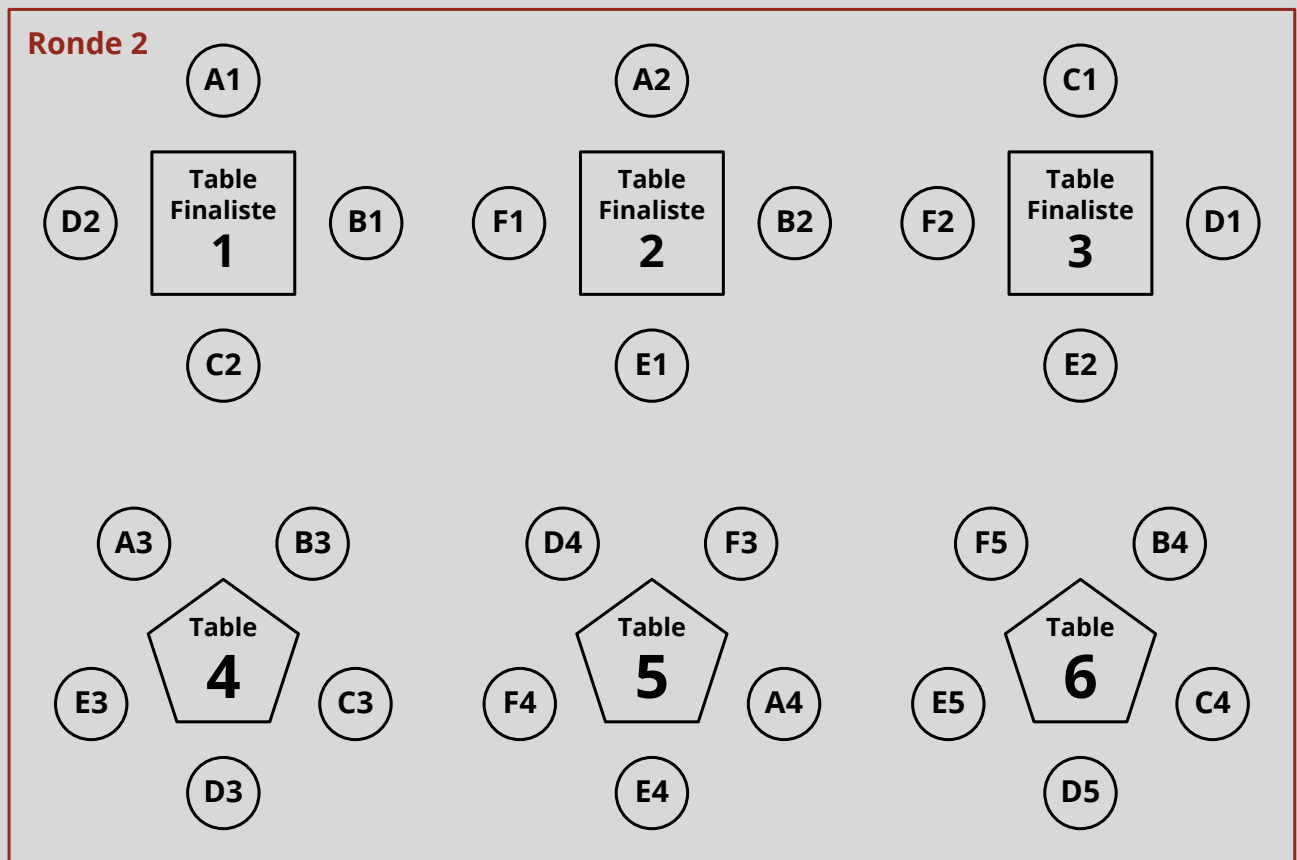 Ronde 2
A1
A2
C1
D2
Table
Finaliste
1
B1
F1
Table
Finaliste
2
B2
F2
Table
Finaliste
3
D1
C2
E1
E2
A3
B3
D4
F3
F5
B4
Table
4
Table
5
Table
6
E3
C3
F4
A4
E5
C4
D3
E4
D5